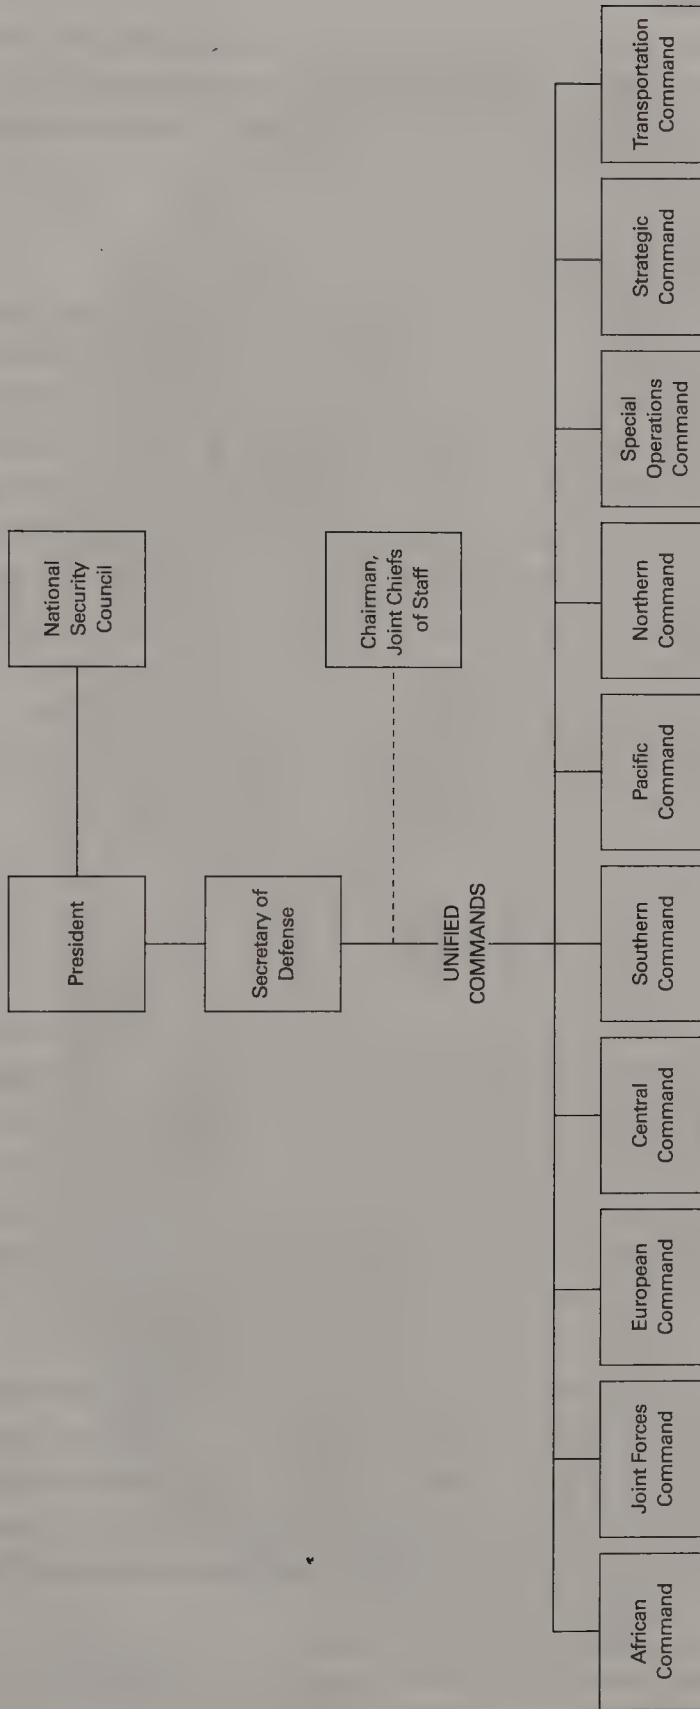 President
National
Security
Council
Secretary of
Defense
Chairman,
Joint Chiefs
of Staff
UNIFIED
COMMANDS
African
Command
Joint Forces
Command
European
Command
Central
Command
Southern
Command
Pacific
Command
Northern
Command
Special
Operations
Command
Strategic
Command
Transportation
Command